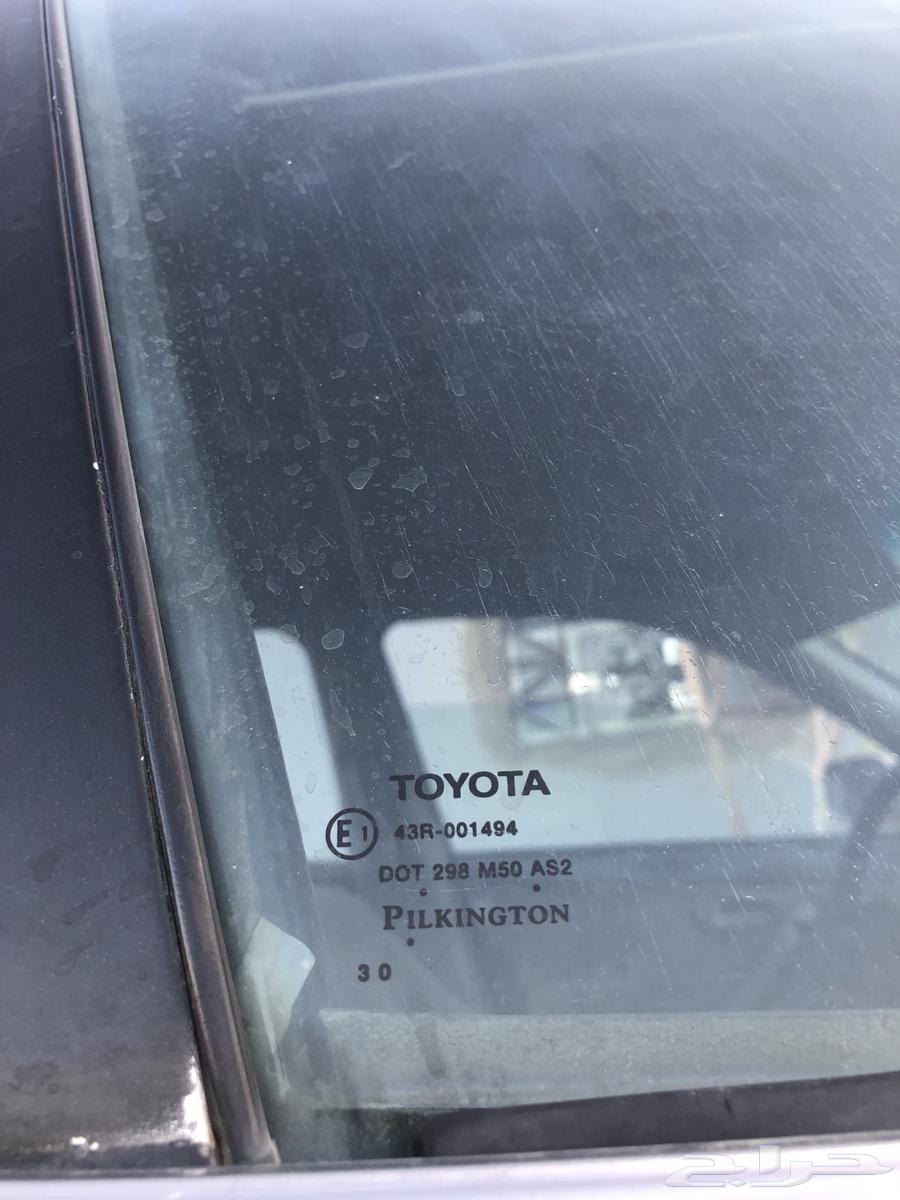 TOYOTA
E1 43R-001494
DOT 298 M50 AS2
PILKINGTON
30
حراج